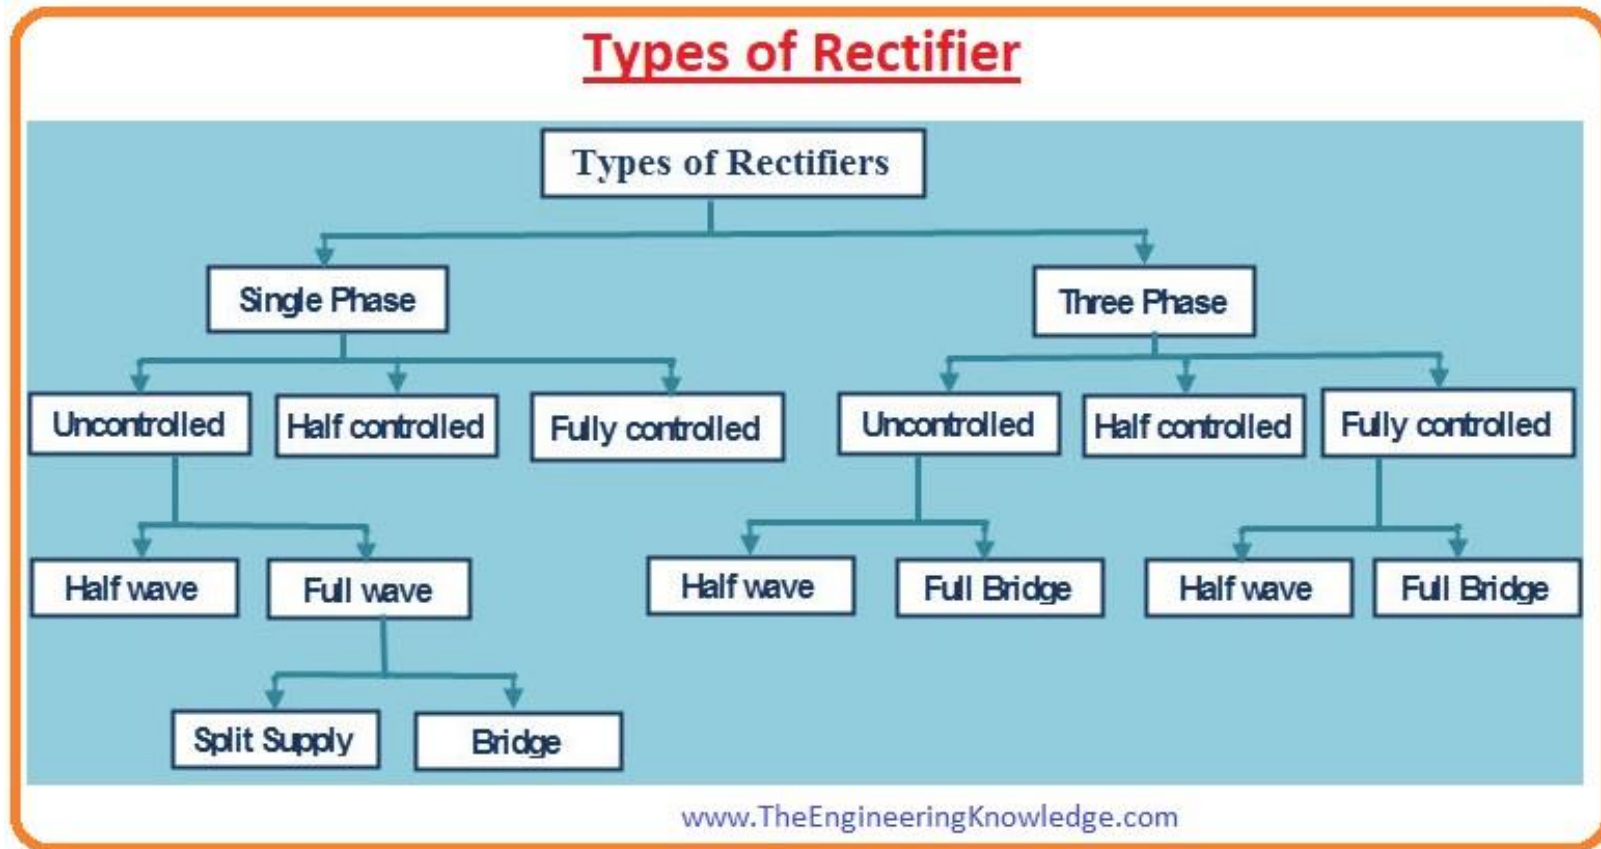 Types of Rectifier
Types of Rectifiers
Single Phase
Three Phase
Uncontrolled
Half controlled
Fully controlled
Uncontrolled
Half controlled
Fully controlled
Half wave
Full wave
Half wave
Full Bridge
Half wave
Full Bridge
Split Supply
Bridge
www.TheEngineeringKnowledge.com